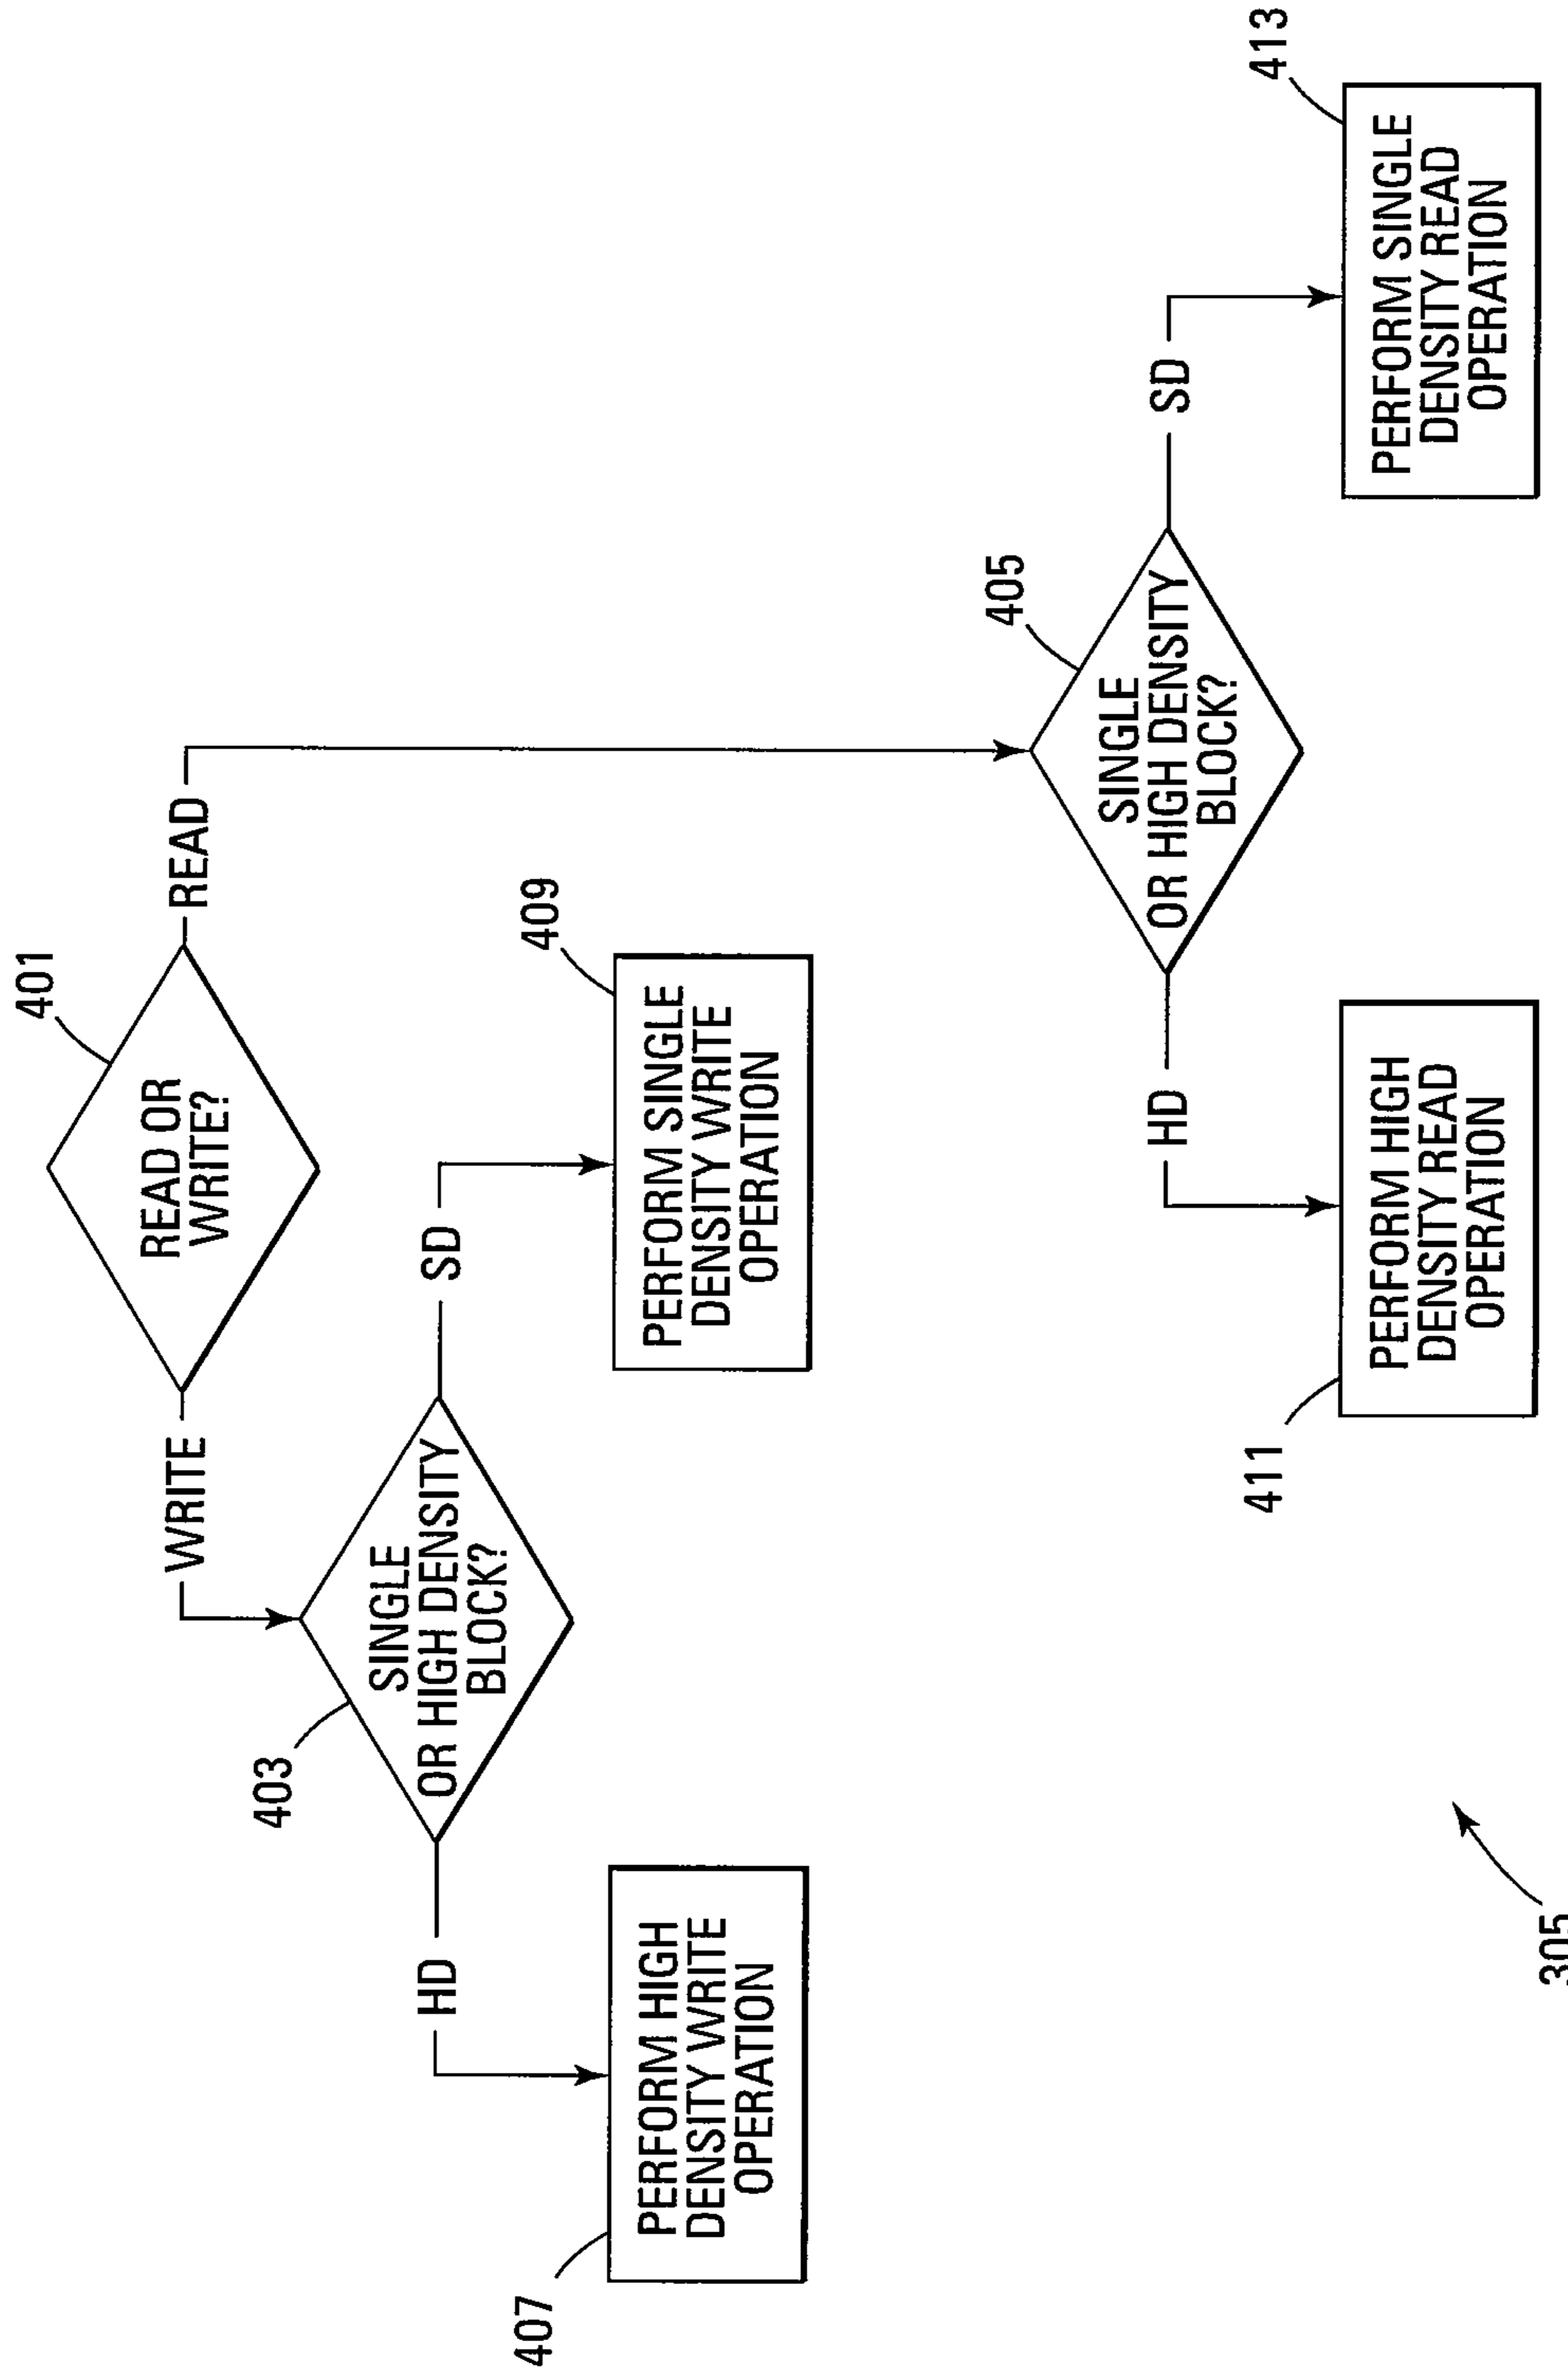 401
READ OR
WRITE?
WRITE
READ
403
SINGLE
OR HIGH DENSITY
BLOCK?
HD
SD
407
PERFORM HIGH
DENSITY WRITE
OPERATION
409
PERFORM SINGLE
DENSITY WRITE
OPERATION
405
SINGLE
OR HIGH DENSITY
BLOCK?
HD
SD
411
PERFORM HIGH
DENSITY READ
OPERATION
413
PERFORM SINGLE
DENSITY READ
OPERATION
305